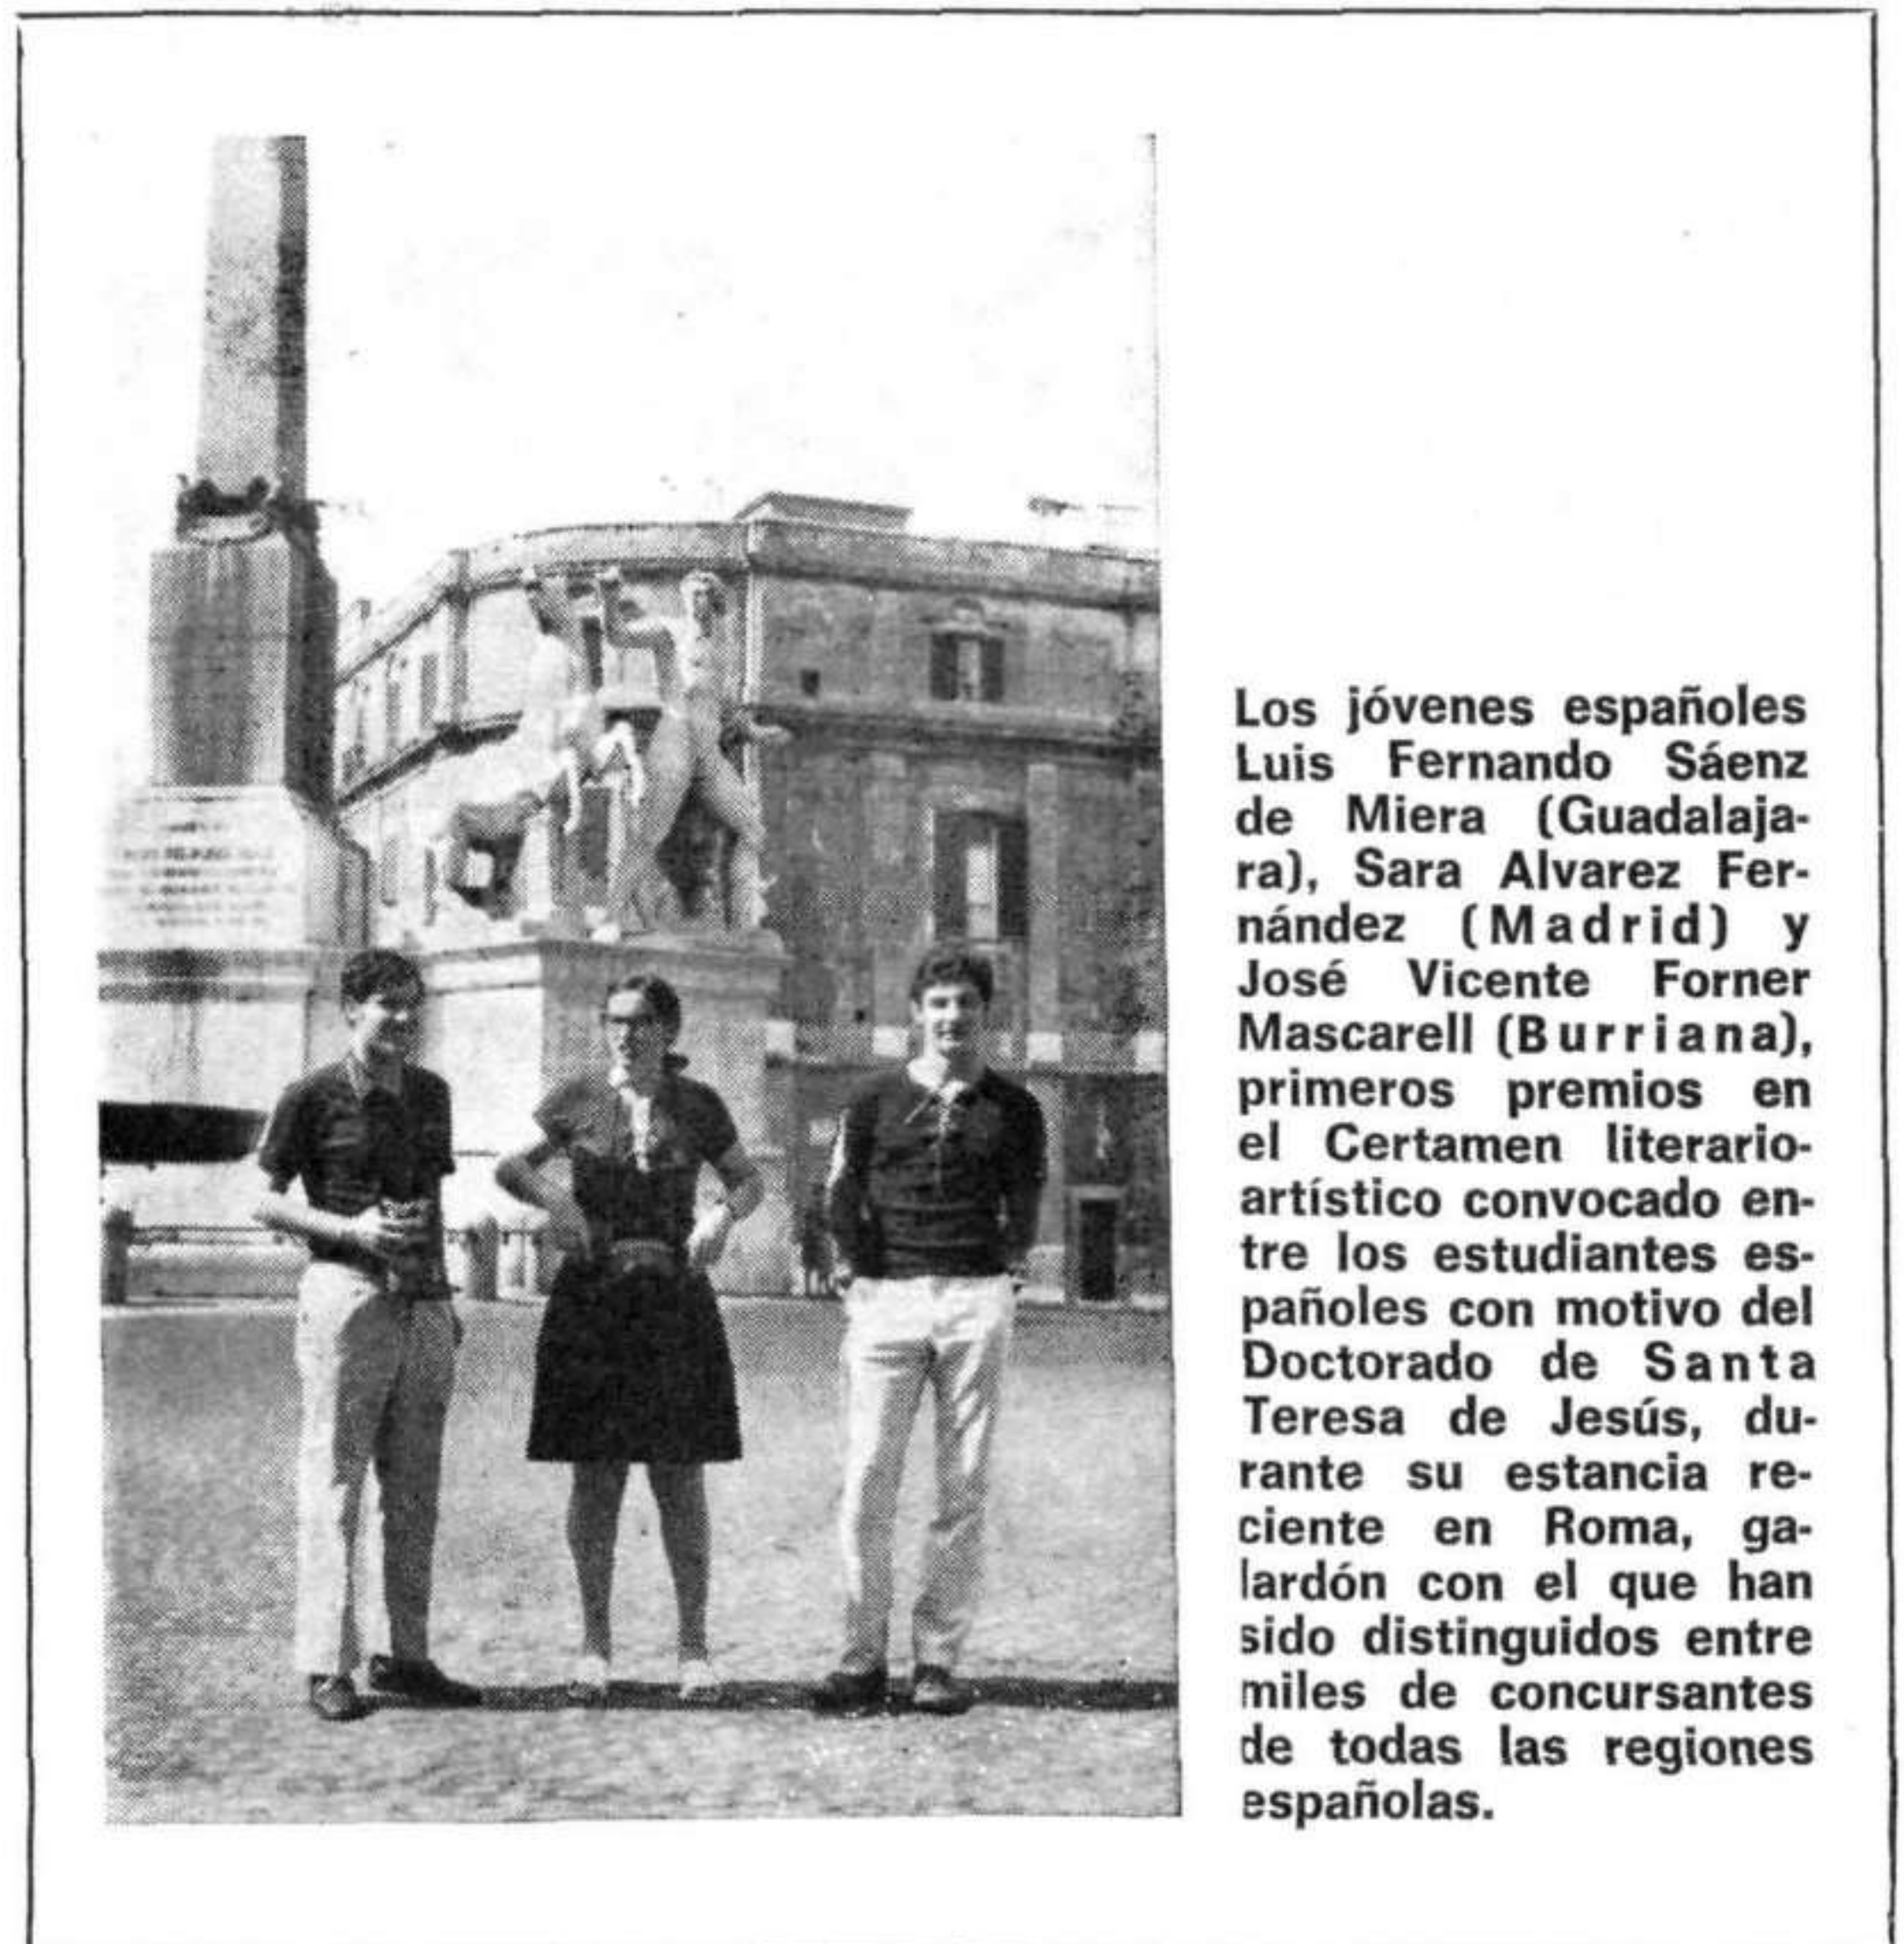 Los jóvenes españoles
Luis Fernando Sáenz
de Miera (Guadalaja-
ra), Sara Alvarez Fer-
nández (Madrid) y
José Vicente Forner
Mascarell (Burriana),
primeros premios en
el Certamen literario-
artístico convocado en-
tre los estudiantes es-
pañoles con motivo del
Doctorado de Santa
Teresa de Jesús, du-
rante su estancia re-
ciente en Roma, ga-
lardón con el que han
sido distinguidos entre
miles de concursantes
de todas las regiones
españolas.